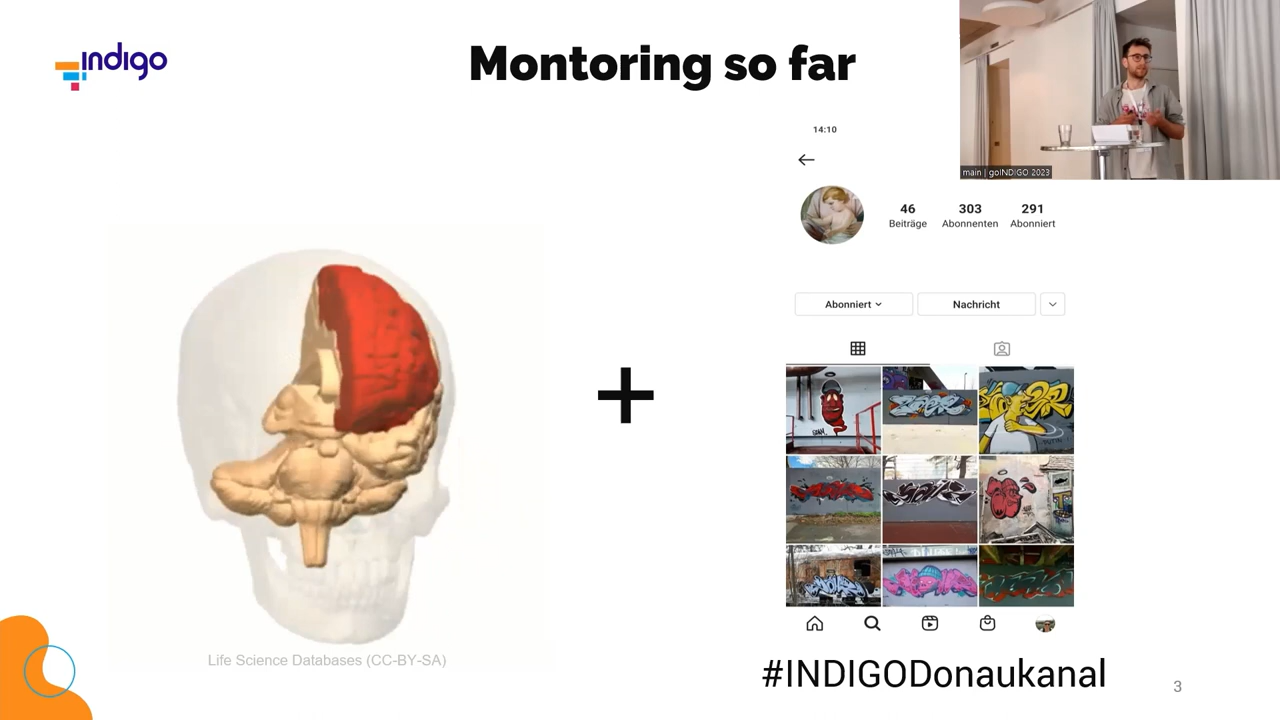 indigo
Montoring so far
main | goINDIGO 2023
14:10
46 303 291
Beiträge Abonnenten Abonniert
Abonniert Nachricht
Life Science Databases (CC-BY-SA)
#INDIGODonaukanal
3